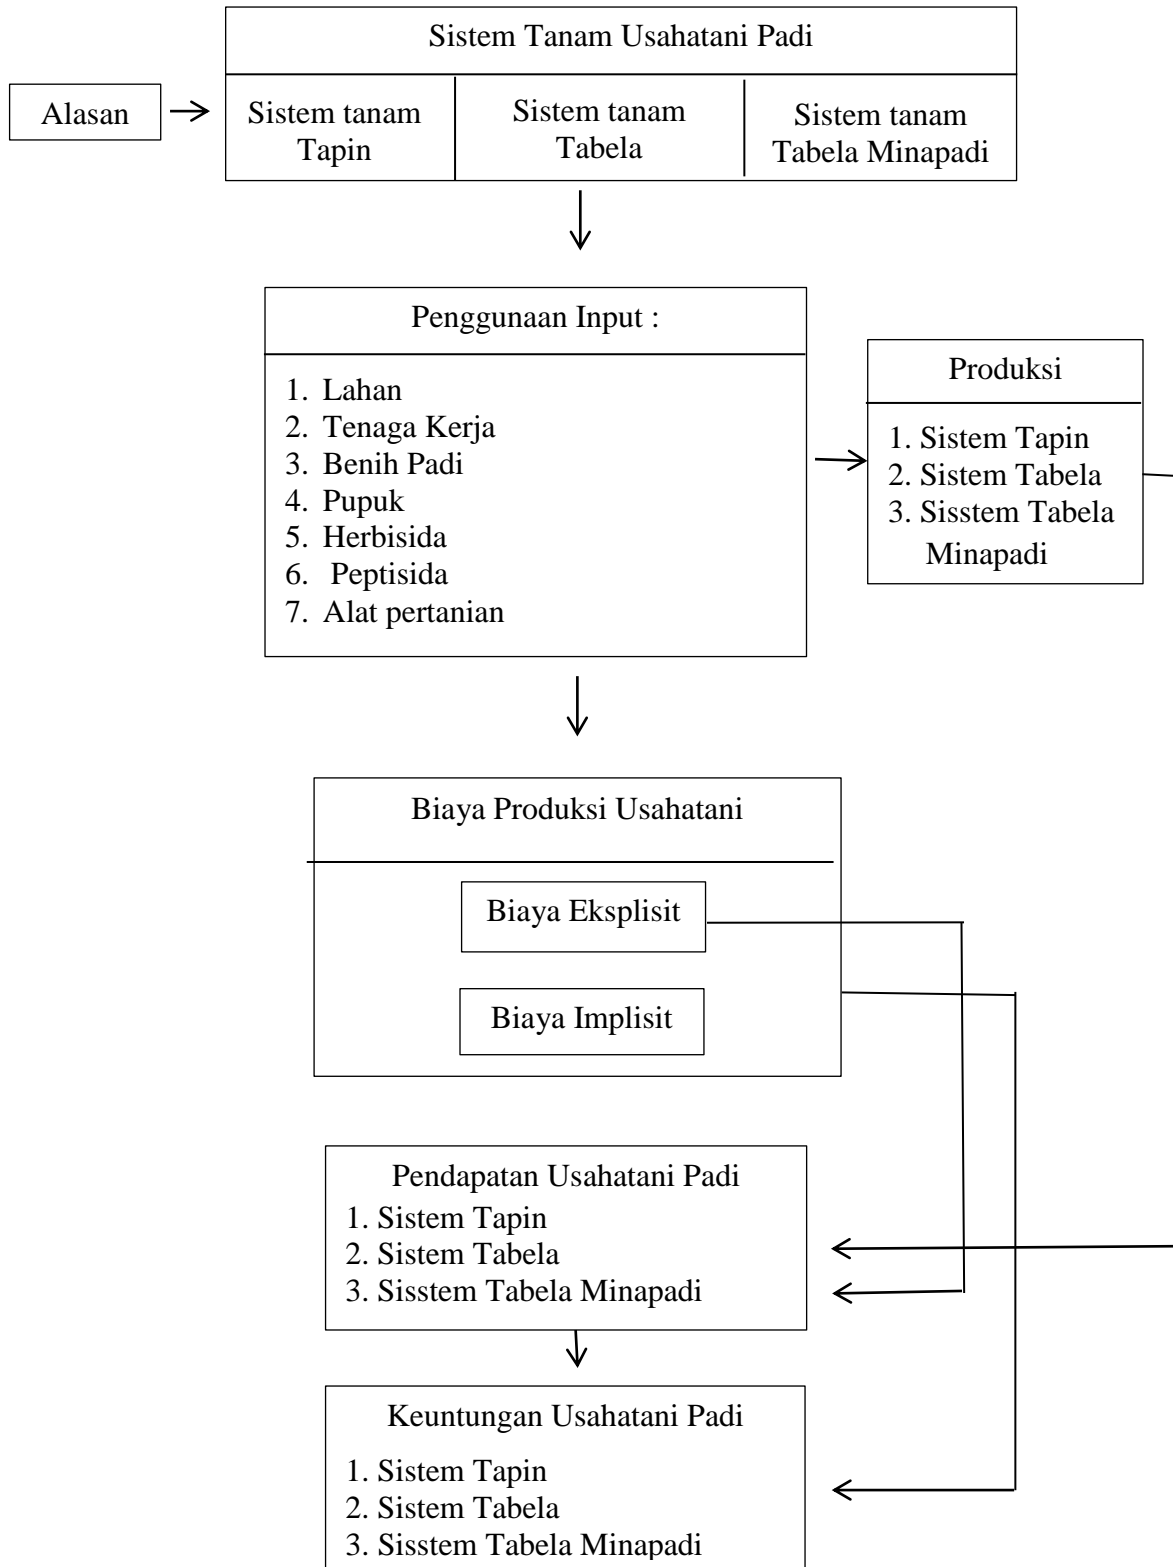 Sistem Tanam Usahatani Padi
Alasan
Sistem tanam
Tapin
Sistem tanam
Tabela
Sistem tanam
Tabela Minapadi
Penggunaan Input :
1. Lahan
2. Tenaga Kerja
3. Benih Padi
4. Pupuk
5. Herbisida
6. Peptisida
7. Alat pertanian
Produksi
1. Sistem Tapin
2. Sistem Tabela
3. Sisstem Tabela
Minapadi
Biaya Produksi Usahatani
Biaya Eksplisit
Biaya Implisit
Pendapatan Usahatani Padi
1. Sistem Tapin
2. Sistem Tabela
3. Sisstem Tabela Minapadi
Keuntungan Usahatani Padi
1. Sistem Tapin
2. Sistem Tabela
3. Sisstem Tabela Minapadi